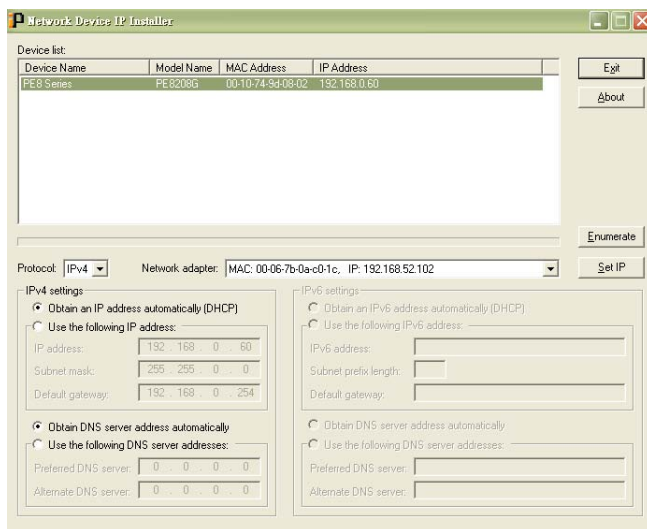 Network Device IP Installer
Device list:
Device Name Model Name MAC Address IP Address
PE8 Series PE8208G 00-10-74-9d-08-02 192.168.0.60
Exit
About
Enumerate
Protocol: IPv4 Network adapter: MAC: 00-06-7b-0a-c0-1c, IP: 192.168.52.102 Set IP
IPv4 settings
Obtain an IP address automatically (DHCP)
Use the following IP address:
IP address: 192 . 168 . 0 . 60
Subnet mask: 255 . 255 . 0 . 0
Default gateway: 192 . 168 . 0 . 254
Obtain DNS server address automatically
Use the following DNS server addresses:
Preferred DNS server: 0 . 0 . 0 . 0
Alternate DNS server: 0 . 0 . 0 . 0
IPv6 settings
Obtain an IPv6 address automatically (DHCP)
Use the following IPv6 address:
IPv6 address:
Subnet prefix length:
Default gateway:
Obtain DNS server address automatically
Use the following DNS server addresses:
Preferred DNS server:
Alternate DNS server: